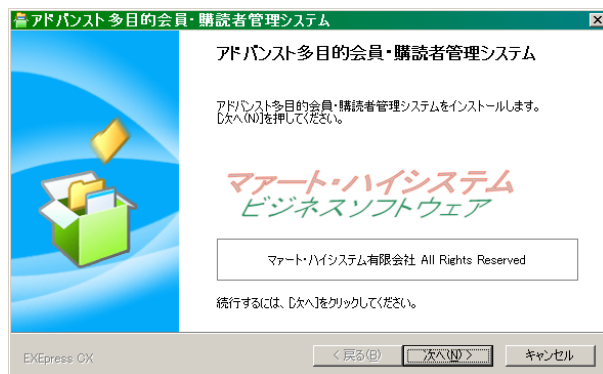 アドバンスト多目的会員・購読者管理システム
アドバンスト多目的会員・購読者管理システム
アドバンスト多目的会員・購読者管理システムをインストールします。
[次へ(N)]を押してください。
マァート・ハイシステム
ビジネスソフトウェア
マァート・ハイシステム有限会社 All Rights Reserved
続行するには、[次へ]をクリックしてください。
EXEpress CX
< 戻る(B) 次へ(N) > キャンセル